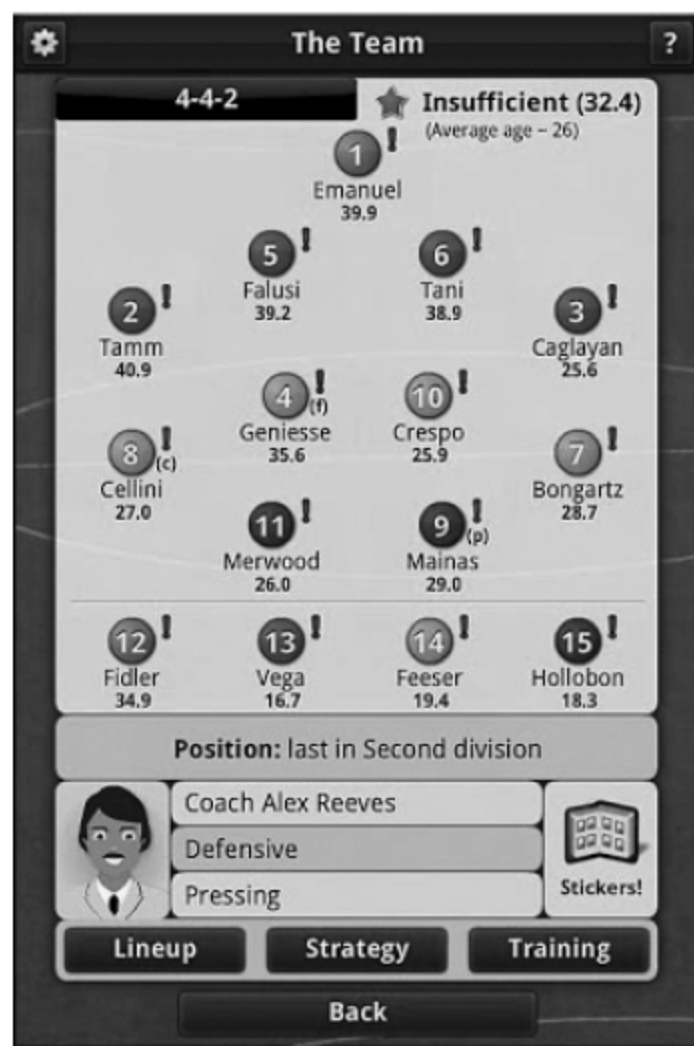 The Team
?
4-4-2
Insufficient (32.4)
(Average age – 26)
1 !
Emanuel
39.9
5 !
Falusi
39.2
6 !
Tani
38.9
2 !
Tamm
40.9
3 !
Caglayan
25.6
4 ! (f)
Geniesse
35.6
10 !
Crespo
25.9
8 ! (c)
Cellini
27.0
7 !
Bongartz
28.7
11 !
Merwood
26.0
9 ! (p)
Mainas
29.0
12 !
Fidler
34.9
13 !
Vega
16.7
14 !
Feeser
19.4
15 !
Hollobon
18.3
Position: last in Second division
Coach Alex Reeves
Defensive
Pressing
Stickers!
Lineup
Strategy
Training
Back